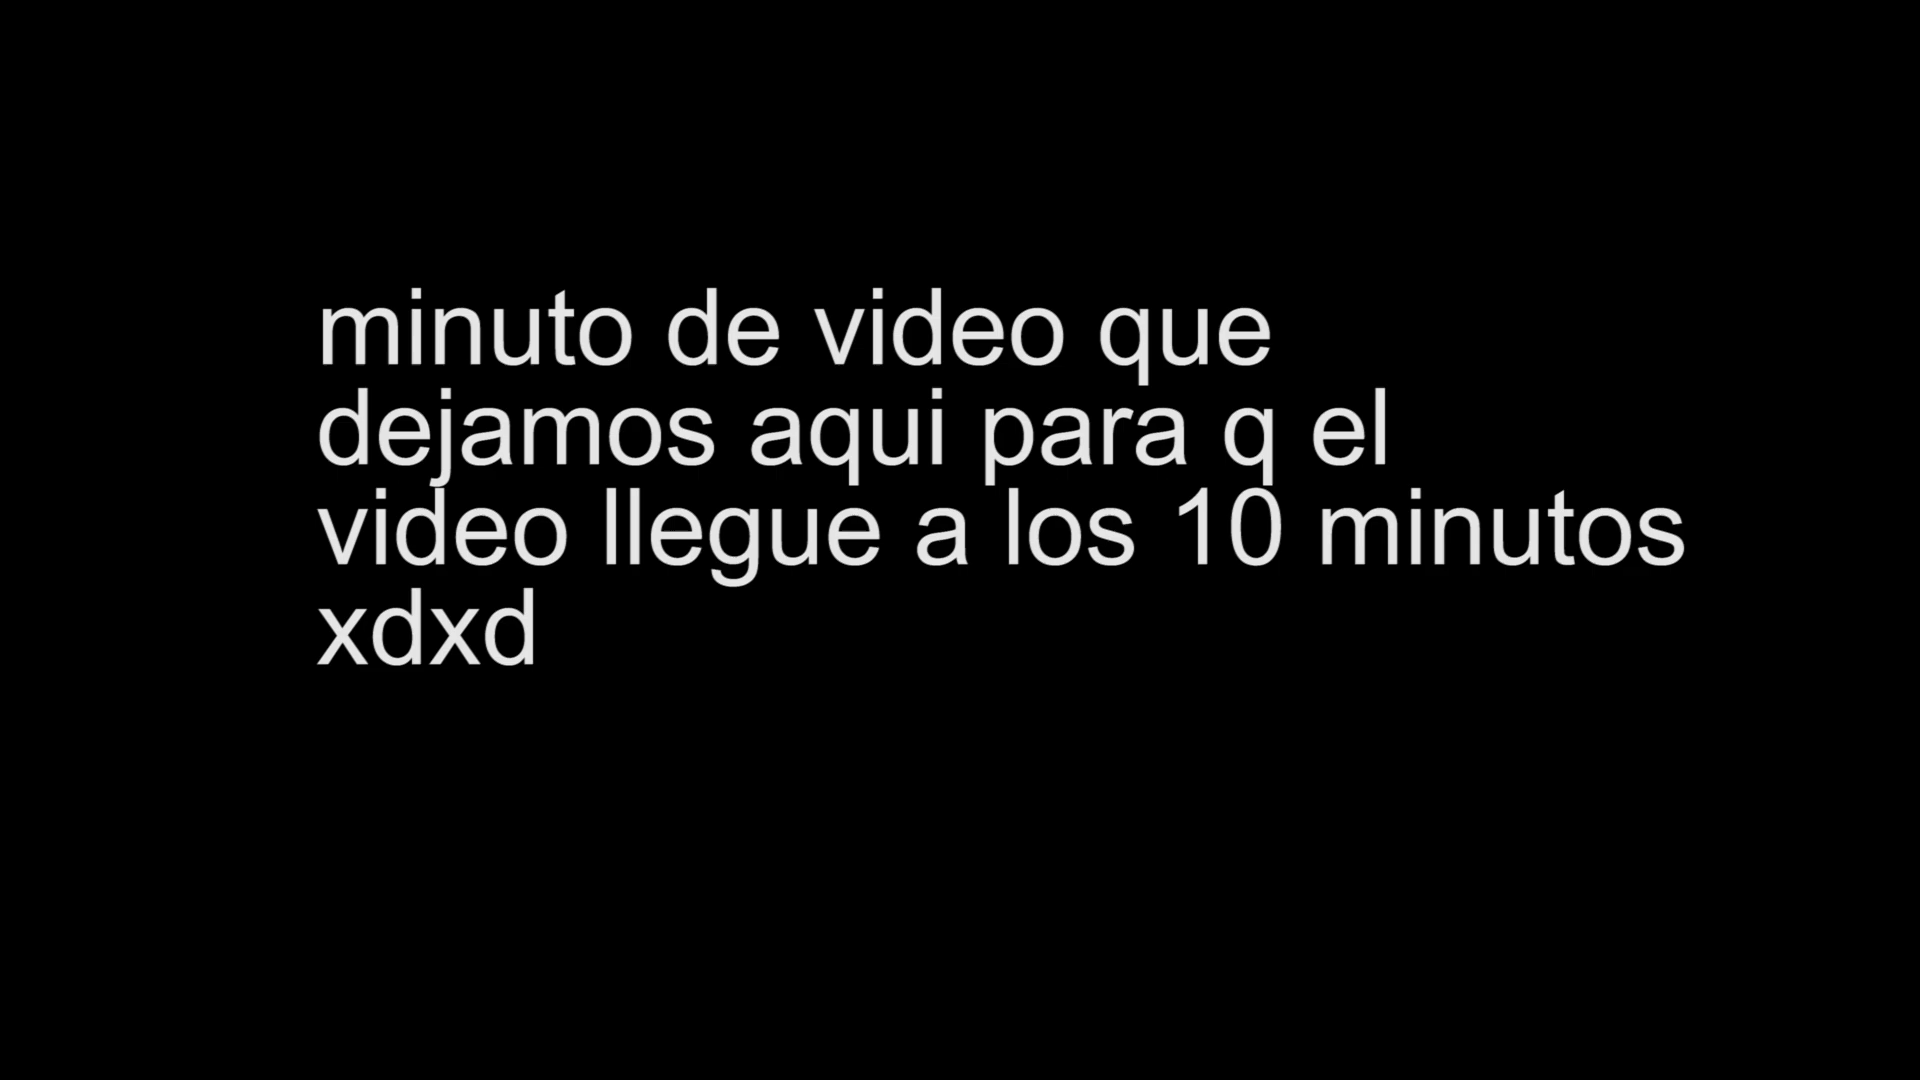 minuto de video que
dejamos aqui para q el
video llegue a los 10 minutos
xdxd